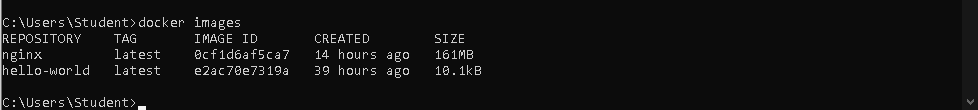 C:\Users\Student>docker images
REPOSITORY    TAG       IMAGE ID       CREATED        SIZE
nginx         latest    0cf1d6af5ca7   14 hours ago   161MB
hello-world   latest    e2ac70e7319a   39 hours ago   10.1kB
C:\Users\Student>